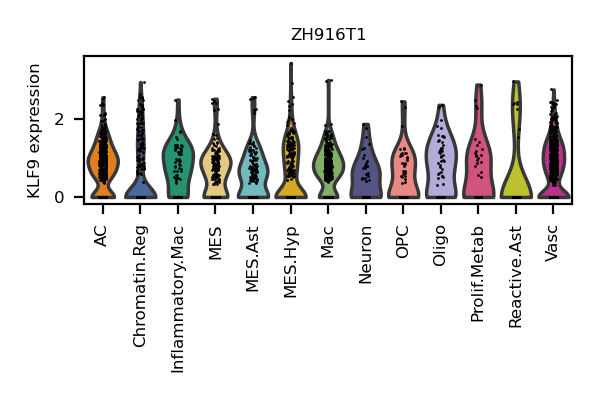 ZH916T1
KLF9 expression
2
0
AC
Chromatin.Reg
Inflammatory.Mac
MES
MES.Ast
MES.Hyp
Mac
Neuron
OPC
Oligo
Prolif.Metab
Reactive.Ast
Vasc